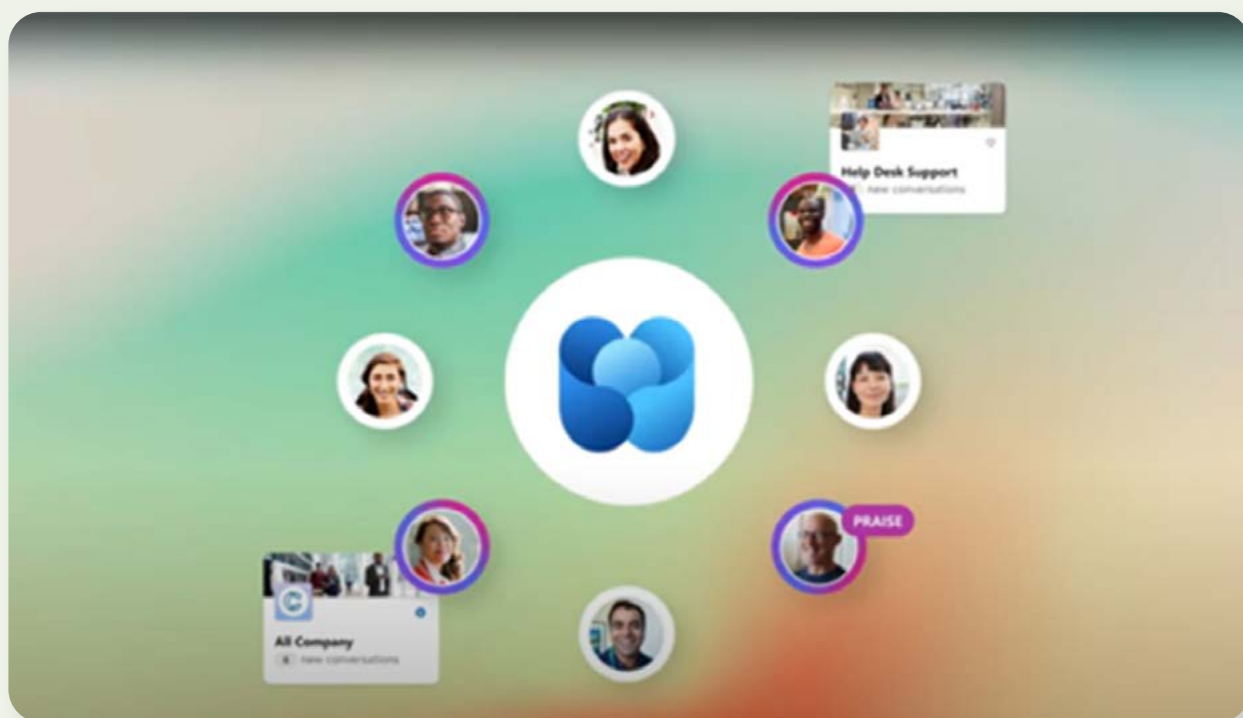 Help Desk Support
new conversations
PRAISE
All Company
new conversations